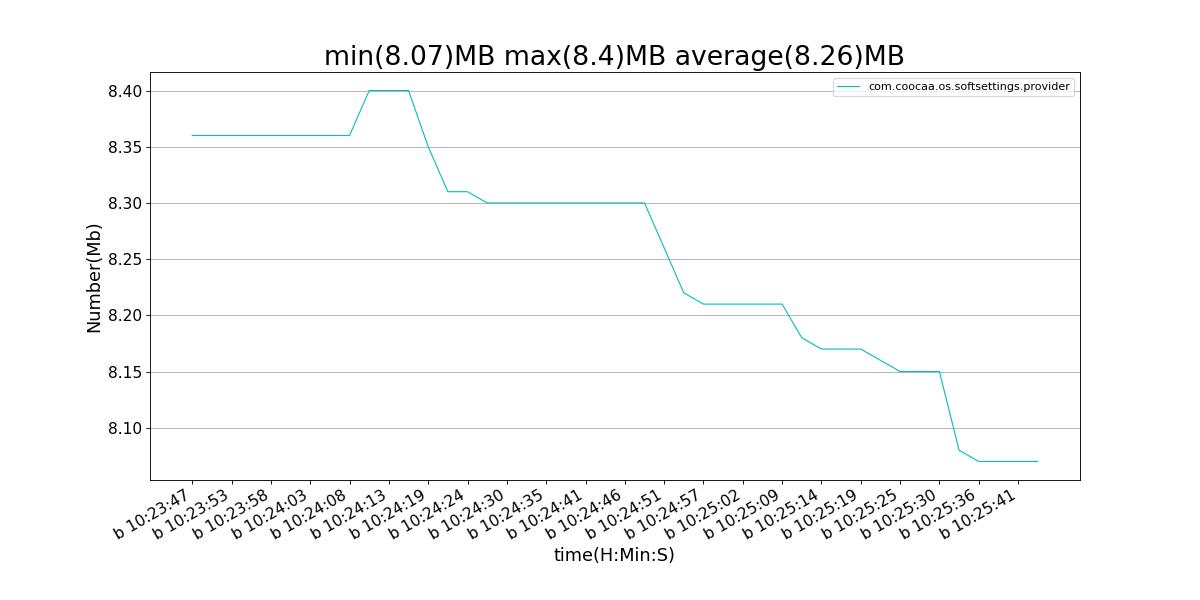 min(8.07)MB max(8.4)MB average(8.26)MB
com.coocaa.os.softsettings.provider
8.40
8.35
8.30
8.25
8.20
8.15
8.10
Number(Mb)
b 10:23:47
b 10:23:53
b 10:23:58
b 10:24:03
b 10:24:08
b 10:24:13
b 10:24:19
b 10:24:24
b 10:24:30
b 10:24:35
b 10:24:41
b 10:24:46
b 10:24:51
b 10:24:57
b 10:25:02
b 10:25:09
b 10:25:14
b 10:25:19
b 10:25:25
b 10:25:30
b 10:25:36
b 10:25:41
time(H:Min:S)